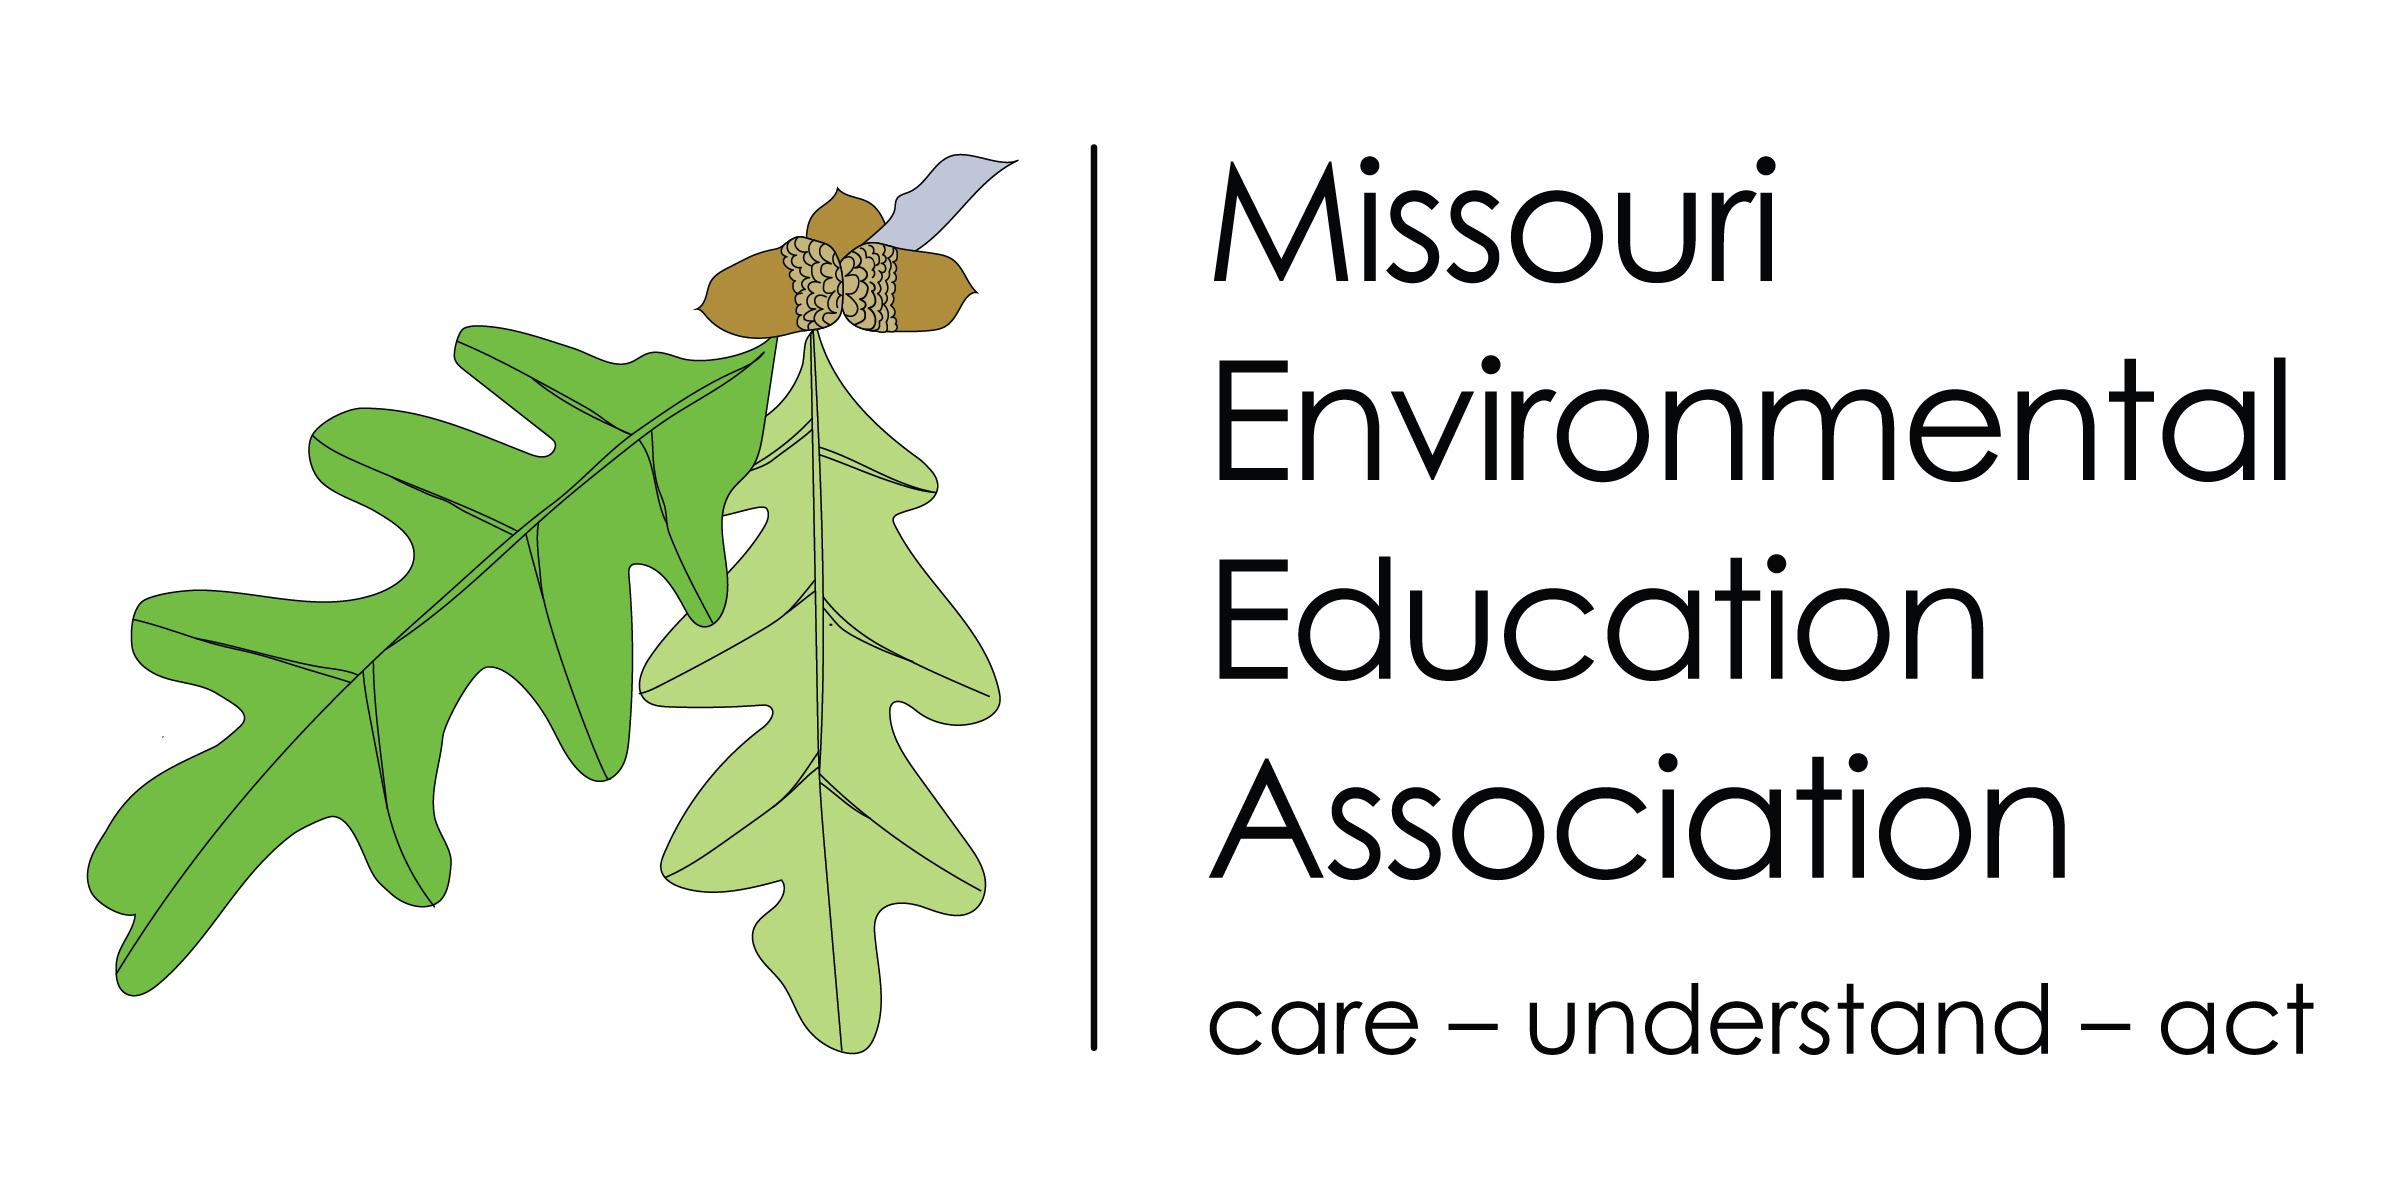 Missouri
Environmental
Education
Association
care – understand – act